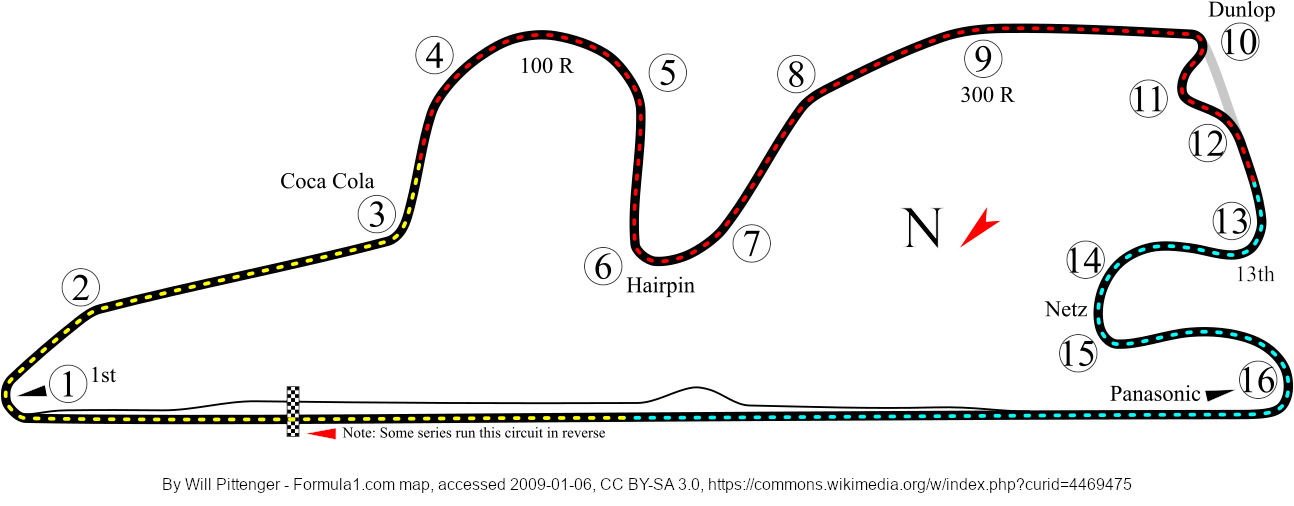 Dunlop
10
4
100 R
5
8
9
300 R
11
12
Coca Cola
3
N
13
13th
14
6
7
Hairpin
2
Netz
15
1
1st
Panasonic
16
Note: Some series run this circuit in reverse
By Will Pittenger - Formula1.com map, accessed 2009-01-06, CC BY-SA 3.0, https://commons.wikimedia.org/w/index.php?curid=4469475